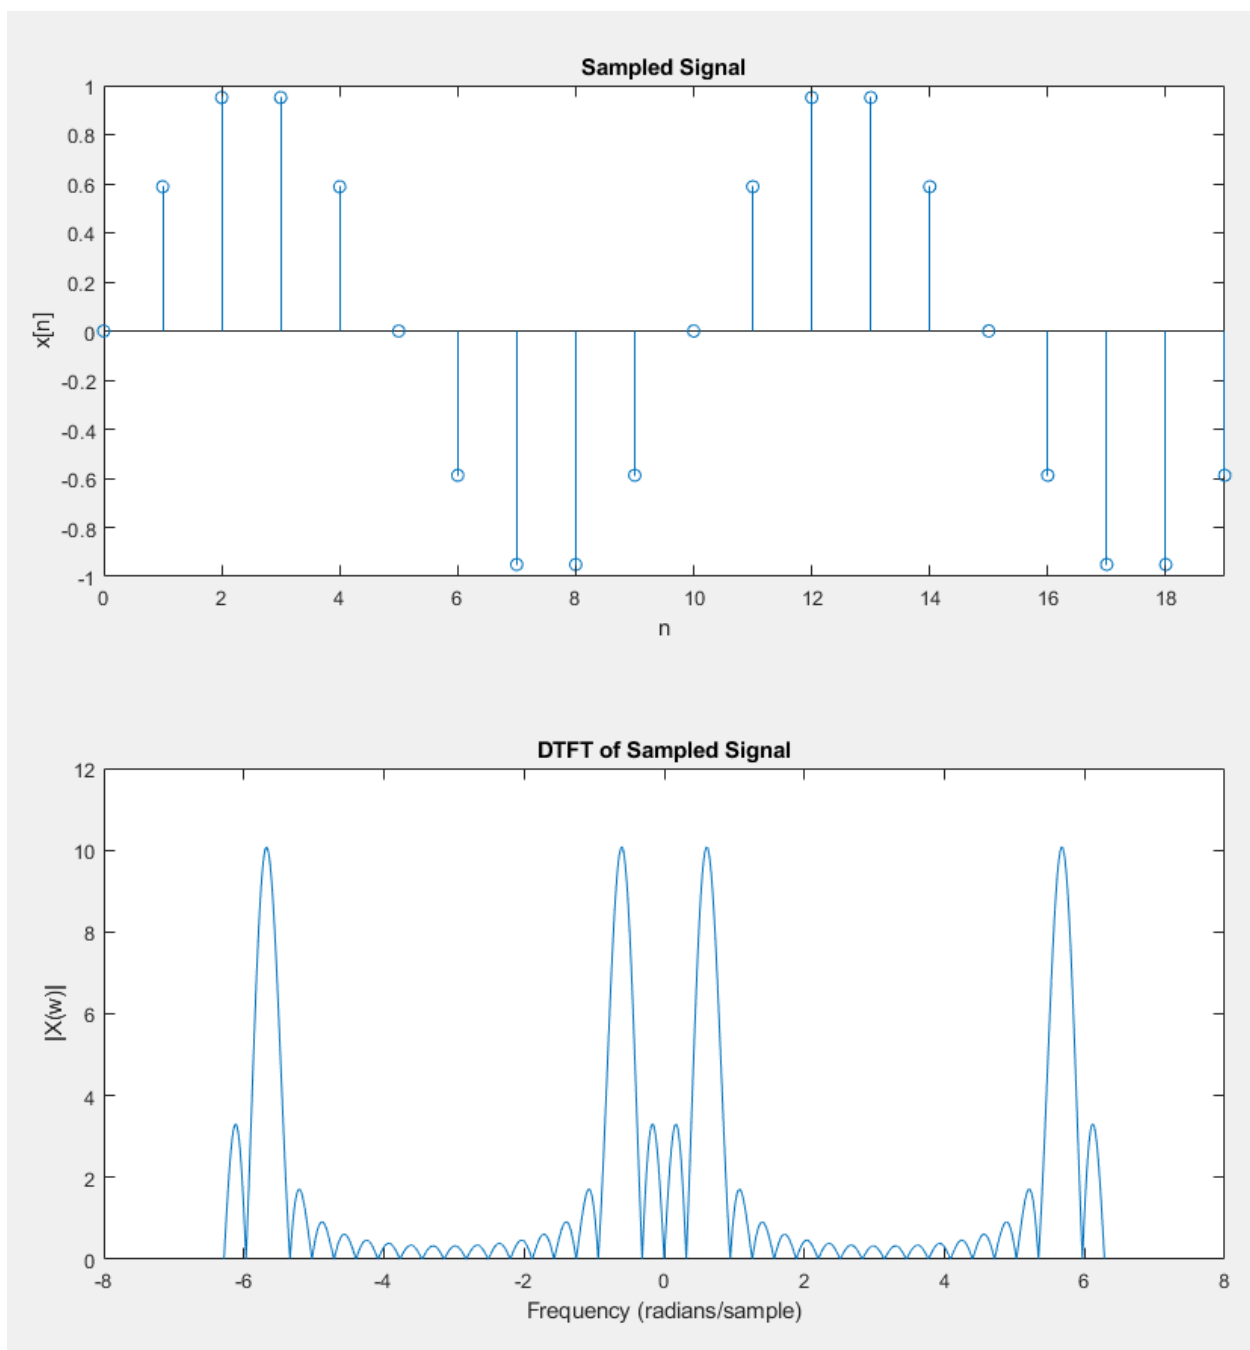 Sampled Signal
1
0.8
0.6
0.4
0.2
0
-0.2
-0.4
-0.6
-0.8
-1
x[n]
0 2 4 6 8 10 12 14 16 18
n
DTFT of Sampled Signal
12
10
8
6
4
2
0
|X(w)|
-8 -6 -4 -2 0 2 4 6 8
Frequency (radians/sample)